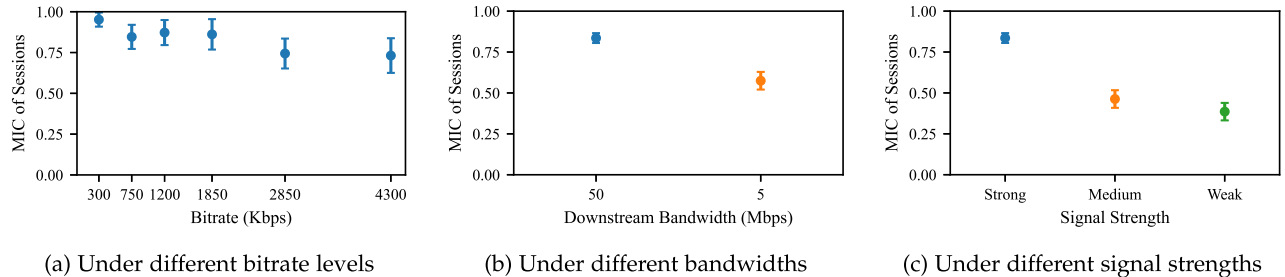 1.00
0.75
0.50
0.25
0.00
MIC of Sessions
300 750 1200 1850 2850 4300
Bitrate (Kbps)
(a) Under different bitrate levels
1.00
0.75
0.50
0.25
0.00
MIC of Sessions
50 5
Downstream Bandwidth (Mbps)
(b) Under different bandwidths
1.00
0.75
0.50
0.25
0.00
MIC of Sessions
Strong Medium Weak
Signal Strength
(c) Under different signal strengths